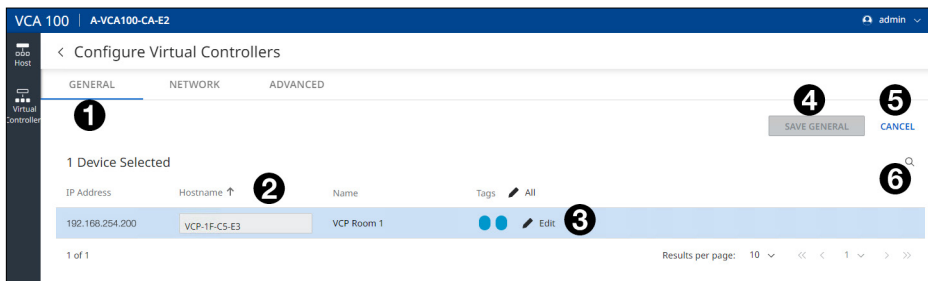 VCA 100 | A-VCA100-CA-E2 admin
Host
Virtual
Controller
< Configure Virtual Controllers
GENERAL NETWORK ADVANCED
1
4 5
SAVE GENERAL CANCEL
1 Device Selected
6
IP Address Hostname ↑ 2 Name Tags All
192.168.254.200 VCP-1F-C5-E3 VCP Room 1 Edit 3
1 of 1 Results per page: 10 << < 1 > >>